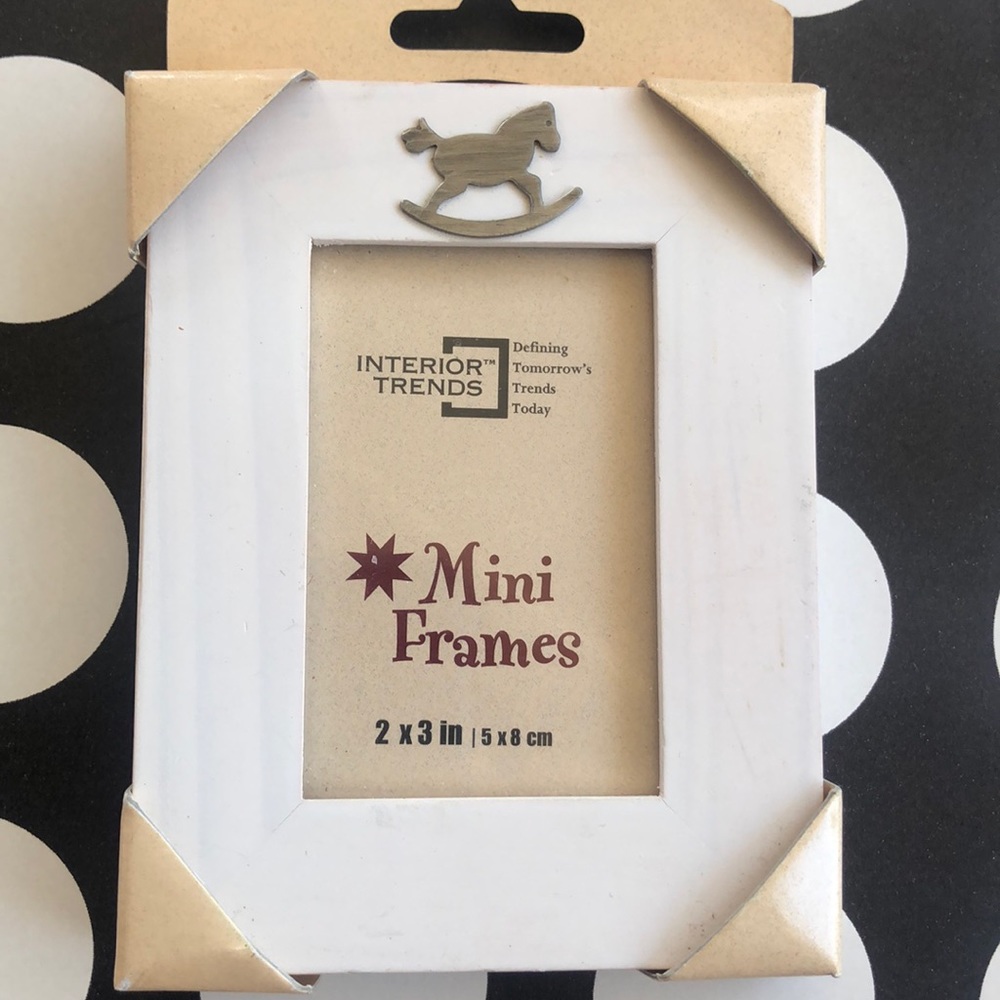 INTERIOR™
TRENDS
Defining
Tomorrow's
Trends
Today
Mini
Frames
2 x 3 in | 5 x 8 cm